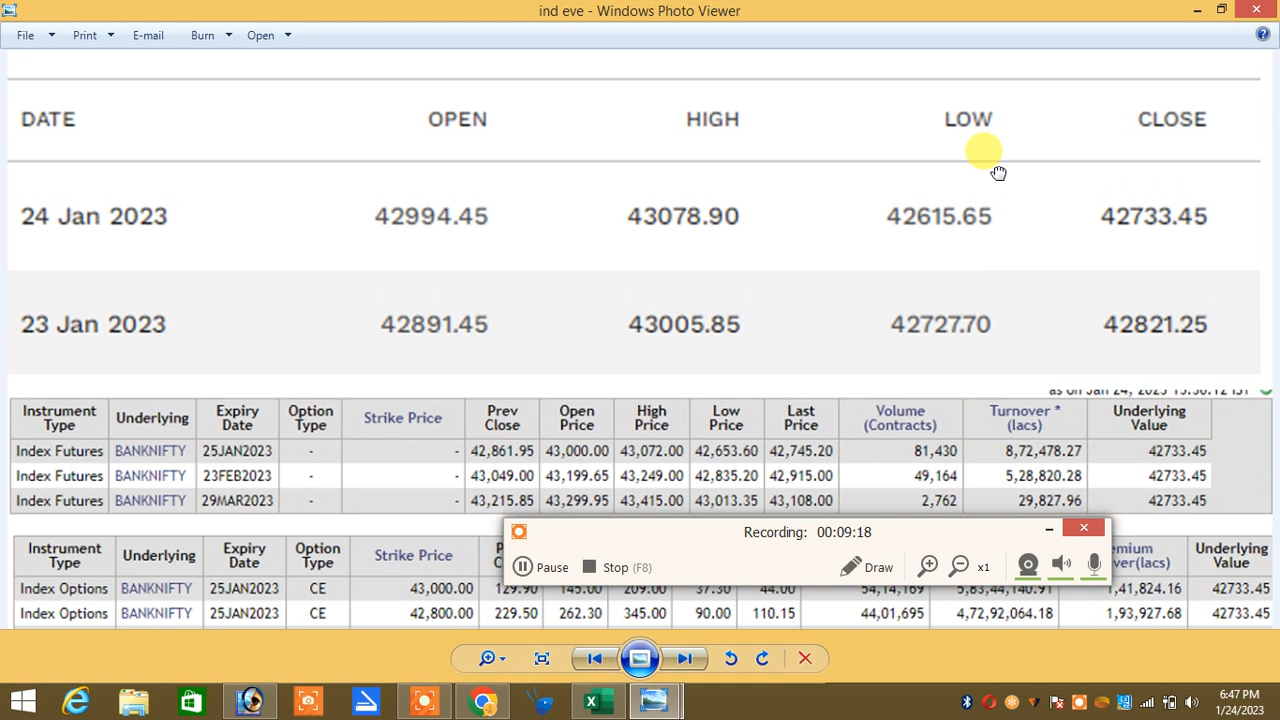 ind eve - Windows Photo Viewer
File Print E-mail Burn Open
DATE OPEN HIGH LOW CLOSE
24 Jan 2023 42994.45 43078.90 42615.65 42733.45
23 Jan 2023 42891.45 43005.85 42727.70 42821.25
Instrument Type Underlying Expiry Date Option Type Strike Price Prev Close Open Price High Price Low Price Last Price Volume (Contracts) Turnover * (lacs) Underlying Value
Index Futures BANKNIFTY 25JAN2023 - - 42,861.95 43,000.00 43,072.00 42,653.60 42,745.20 81,430 8,72,478.27 42733.45
Index Futures BANKNIFTY 23FEB2023 - - 43,049.00 43,199.65 43,249.00 42,835.20 42,915.00 49,164 5,28,820.28 42733.45
Index Futures BANKNIFTY 29MAR2023 - - 43,215.85 43,299.95 43,415.00 43,013.35 43,108.00 2,762 29,827.96 42733.45
Recording: 00:09:18
Pause Stop (F8) Draw x1
Instrument Type Underlying Expiry Date Option Type Strike Price Underlying Value
Index Options BANKNIFTY 25JAN2023 CE 43,000.00 1,41,824.16 42733.45
Index Options BANKNIFTY 25JAN2023 CE 42,800.00 229.50 262.30 345.00 90.00 110.15 44,01,695 4,72,92,064.18 1,93,927.68 42733.45
6:47 PM
1/24/2023